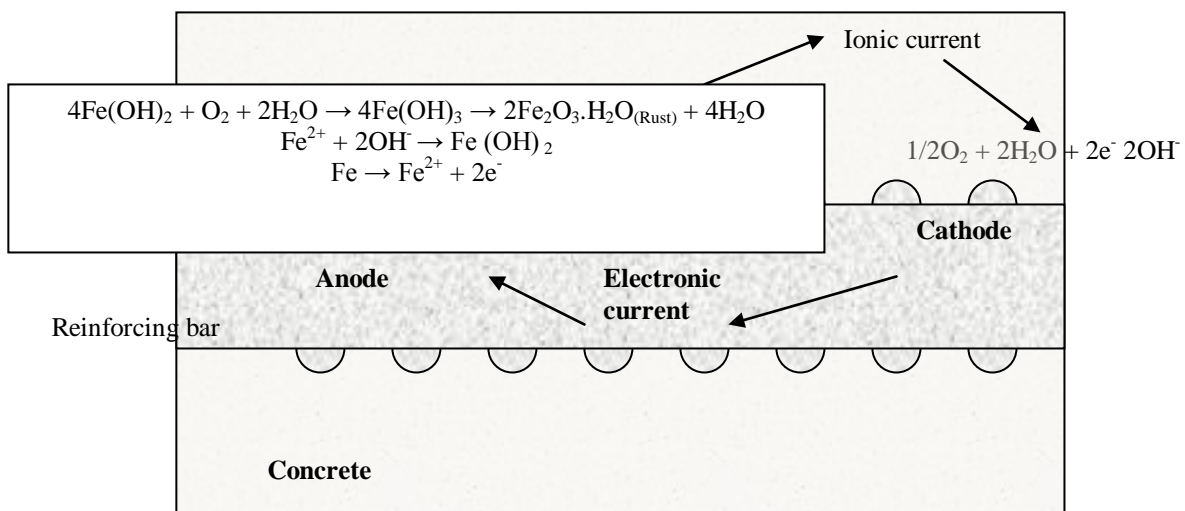 Ionic current
4Fe(OH)₂ + O₂ + 2H₂O → 4Fe(OH)₃ → 2Fe₂O₃.H₂O₍Rust₎ + 4H₂O
Fe²⁺ + 2OH⁻ → Fe (OH) ₂
Fe → Fe²⁺ + 2e⁻
1/2O₂ + 2H₂O + 2e⁻ 2OH⁻
Cathode
Anode
Electronic
current
Reinforcing bar
Concrete